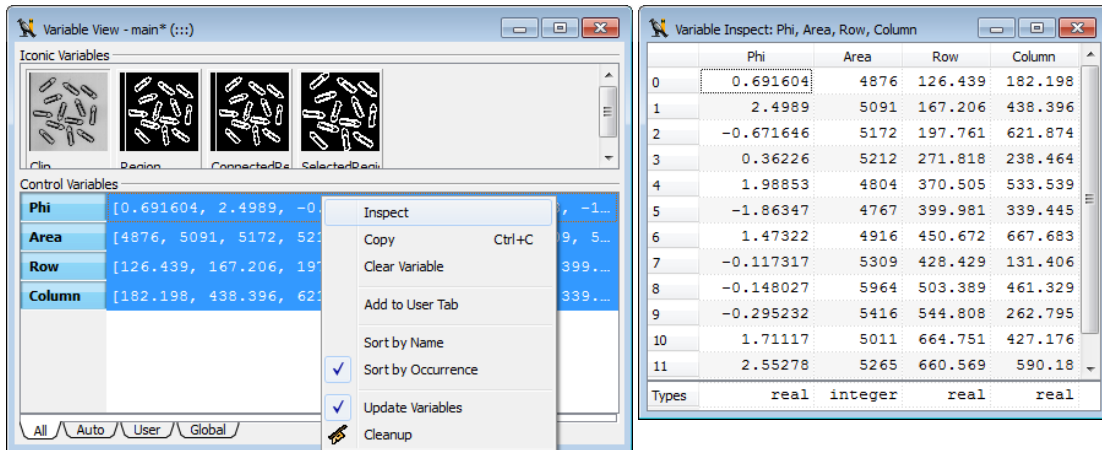 Variable View - main* (:::)
Iconic Variables
Clip Region ConnectedRe SelectedRegi
Control Variables
Phi [0.691604, 2.4989, -0. , -1...
Area [4876, 5091, 5172, 521 9, 5...
Row [126.439, 167.206, 197 399....
Column [182.198, 438.396, 621 339....
Inspect
Copy Ctrl+C
Clear Variable
Add to User Tab
Sort by Name
Sort by Occurrence
Update Variables
Cleanup
All Auto User Global
Variable Inspect: Phi, Area, Row, Column
Phi Area Row Column
0 0.691604 4876 126.439 182.198
1 2.4989 5091 167.206 438.396
2 -0.671646 5172 197.761 621.874
3 0.36226 5212 271.818 238.464
4 1.98853 4804 370.505 533.539
5 -1.86347 4767 399.981 339.445
6 1.47322 4916 450.672 667.683
7 -0.117317 5309 428.429 131.406
8 -0.148027 5964 503.389 461.329
9 -0.295232 5416 544.808 262.795
10 1.71117 5011 664.751 427.176
11 2.55278 5265 660.569 590.18
Types real integer real real